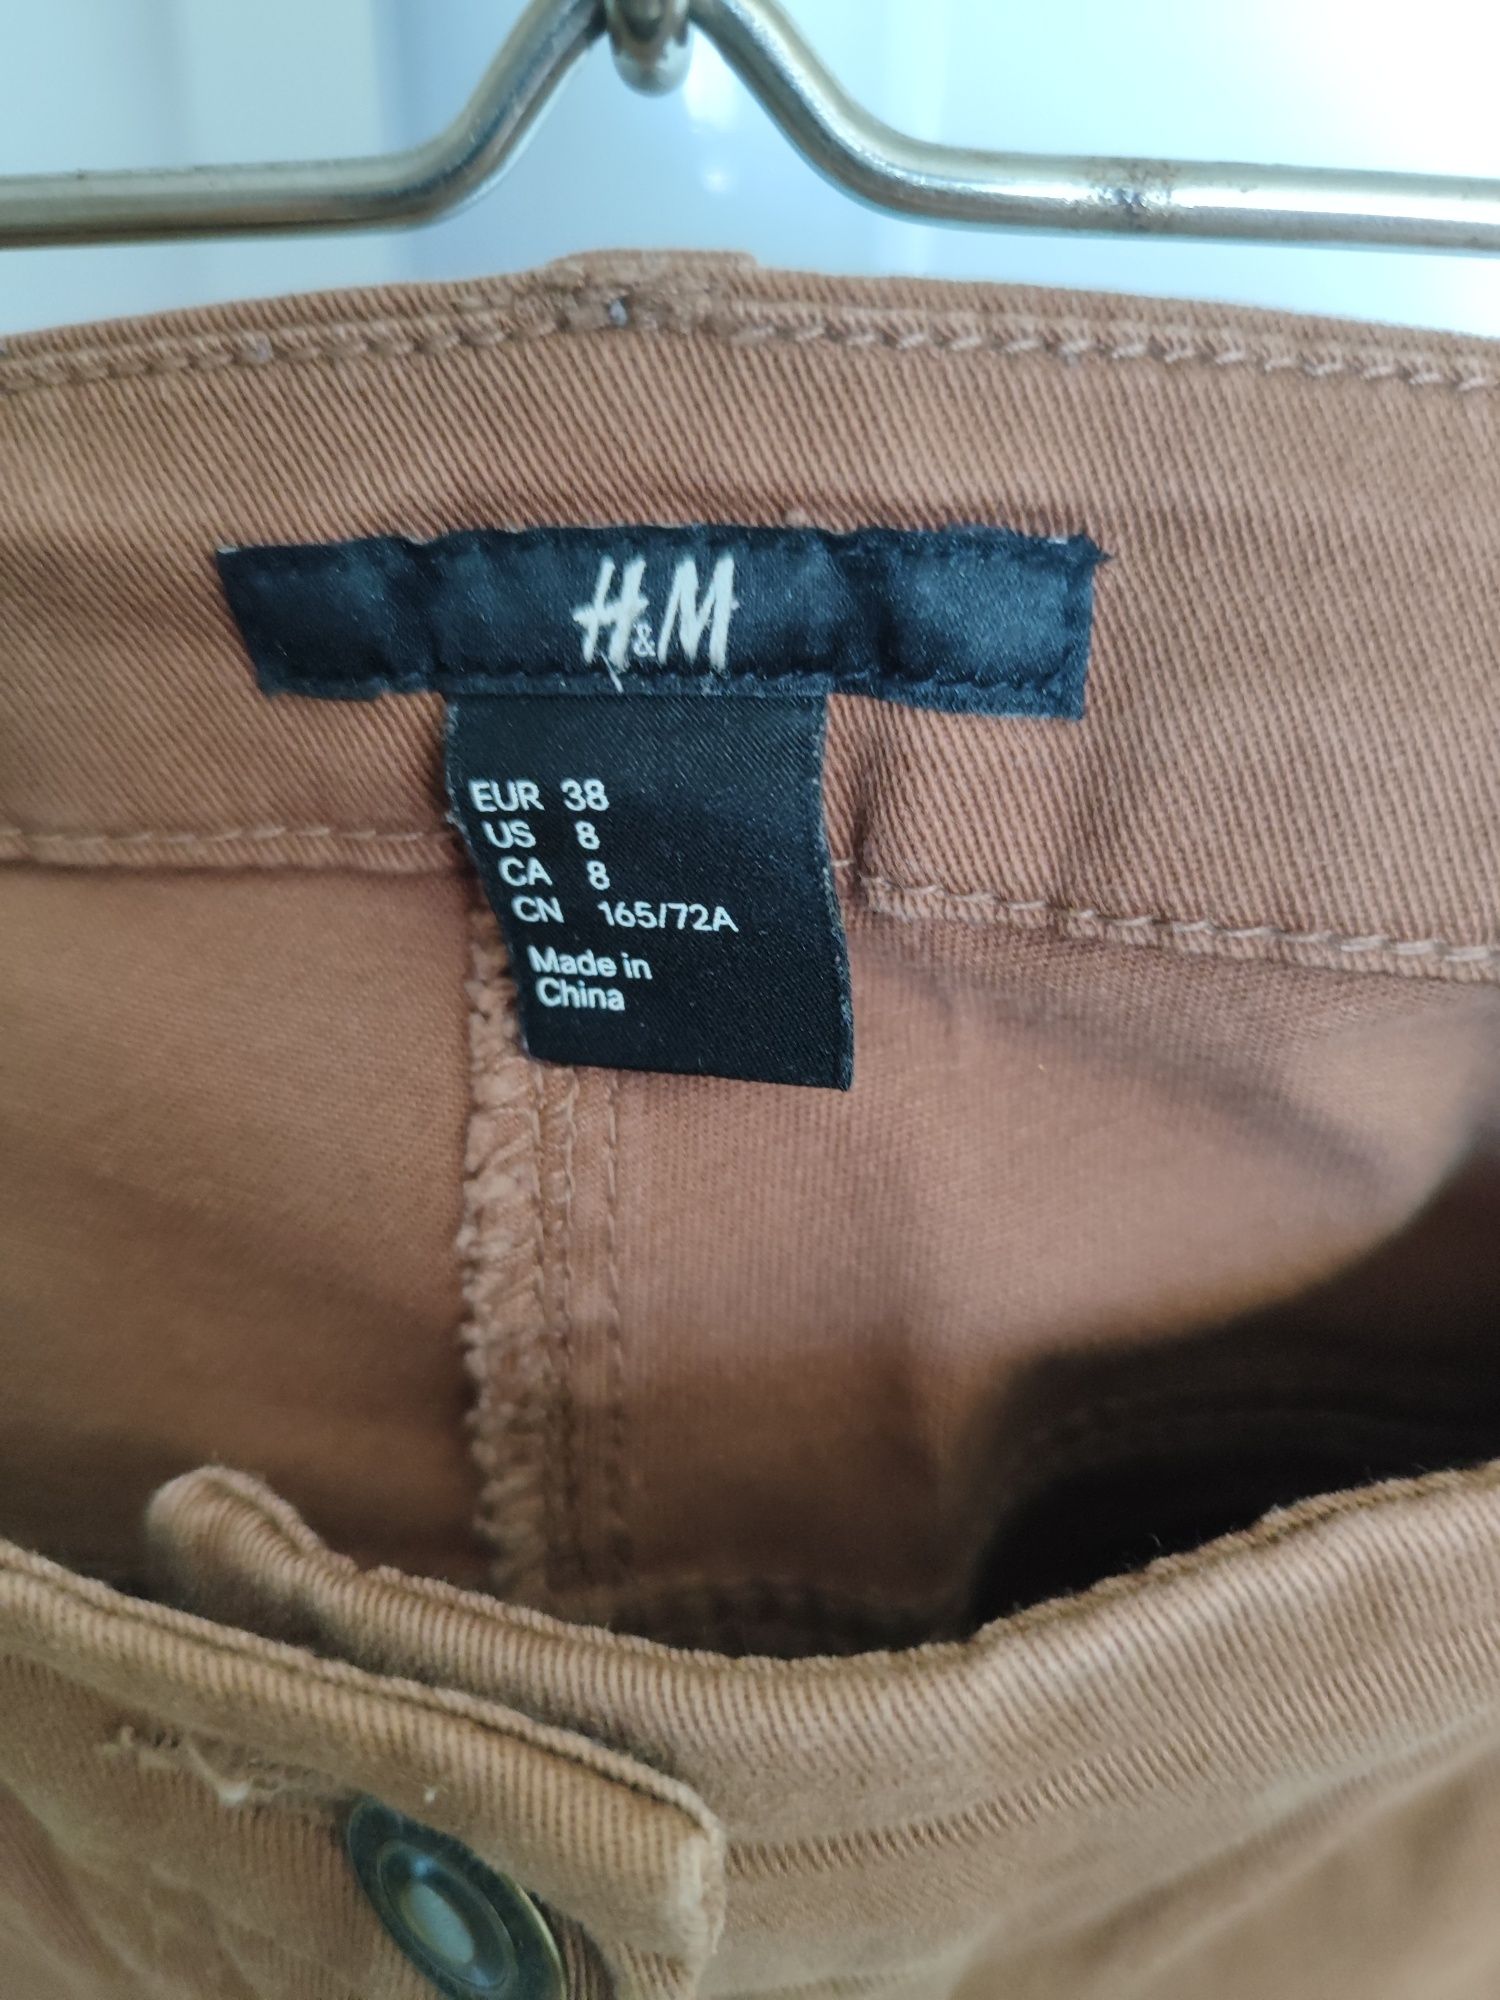 H&M
EUR 38
US 8
CA 8
CN 165/72A
Made in
China